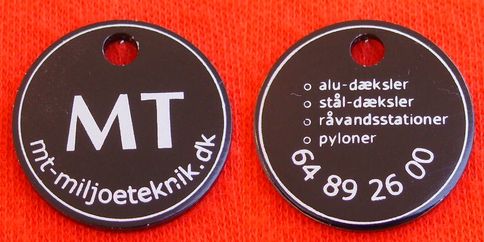 MT
mt-miljoeteknik.dk
alu-dæksler
stål-dæksler
råvandsstationer
pyloner
64 89 26 00